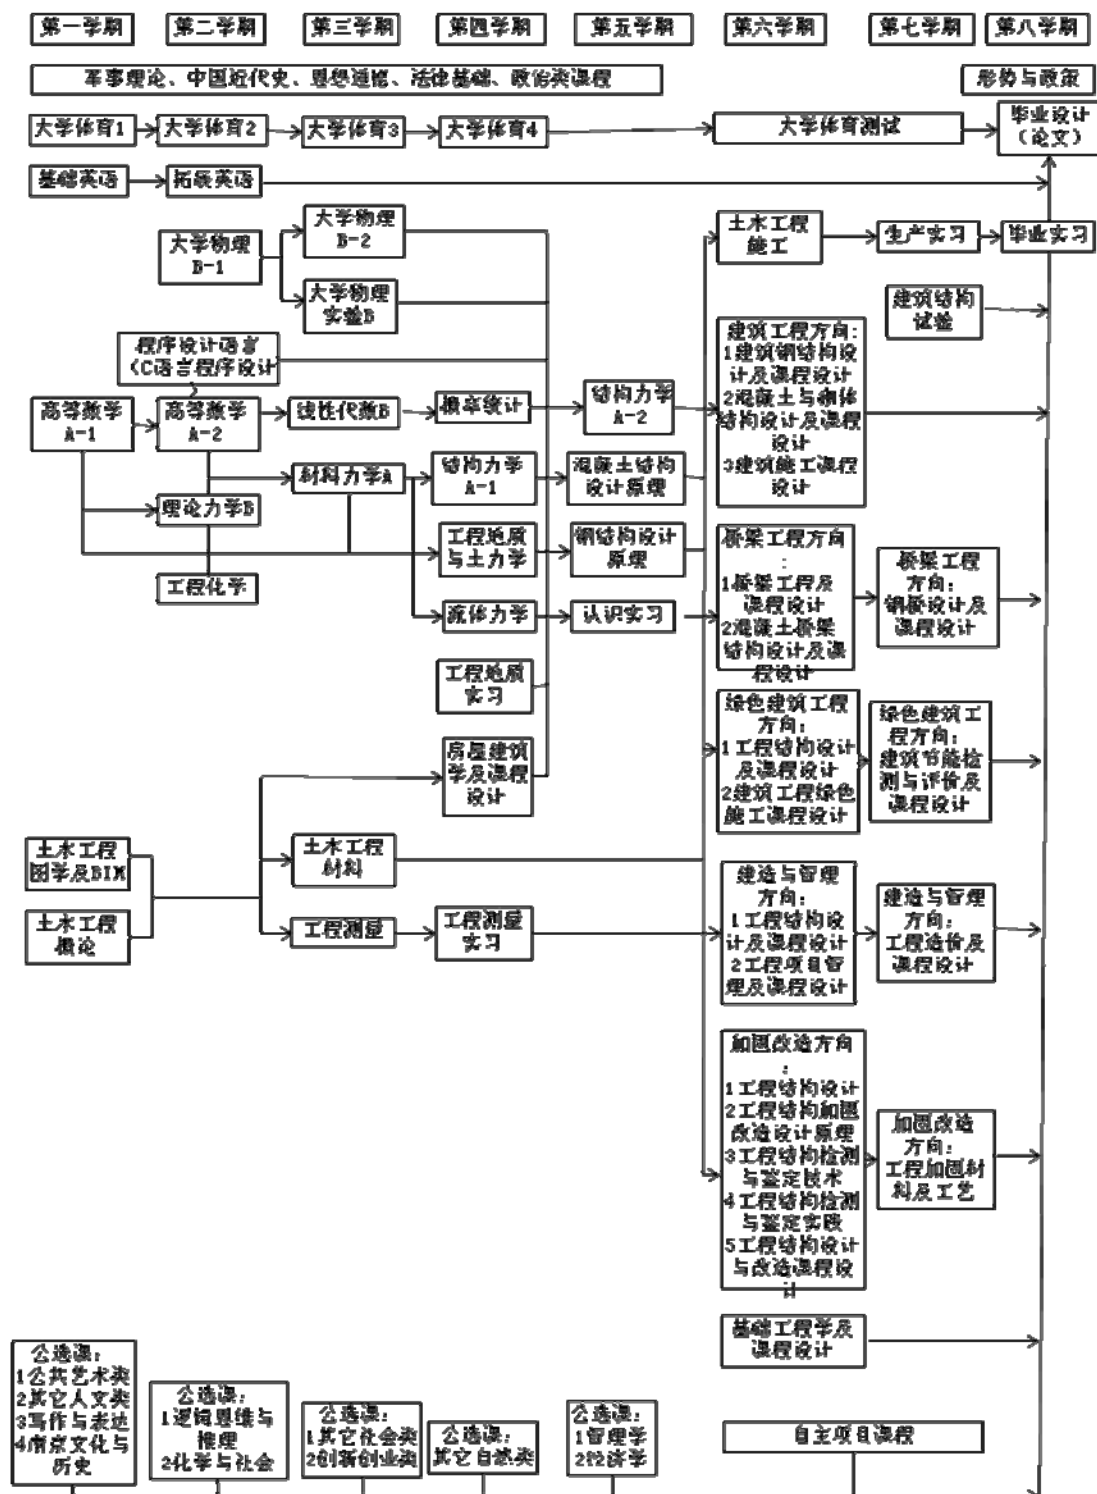 第一学期
第二学期
第三学期
第四学期
第五学期
第六学期
第七学期
第八学期
军事理论、中国近代史、思想道德、法律基础、政治类课程
形势与政策
大学体育1
大学体育2
大学体育3
大学体育4
大学体育测试
毕业设计
（论文）
基础英语
拓展英语
大学物理
B-1
大学物理
B-2
大学物理
实验B
土木工程
施工
生产实习
毕业实习
建筑结构
试验
程序设计语言
（C语言程序设计
高等数学
A-1
高等数学
A-2
线性代数B
概率统计
结构力学
A-2
建筑工程方向：
1建筑钢结构设
计及课程设计
2混凝土与砌体
结构设计及课程
设计
3建筑施工课程
设计
材料力学A
结构力学
A-1
混凝土结构
设计原理
理论力学B
工程地质
与土力学
钢结构设计
原理
工程化学
流体力学
认识实习
桥梁工程方向
：
1桥梁工程及
课程设计
2混凝土桥梁
结构设计及课
程设计
桥梁工程
方向：
钢桥设计及
课程设计
工程地质
实习
房屋建筑
学及课程
设计
绿色建筑工程
方向：
1工程结构设计
及课程设计
2建筑工程绿色
施工课程设计
绿色建筑工
程方向：
建筑节能检
测与评价及
课程设计
土木工程
图学及BIM
土木工程
概论
土木工程
材料
工程测量
工程测量
实习
建造与管理
方向：
1工程结构设
计及课程设计
2工程项目管
理及课程设计
建造与管理
方向：
工程造价及
课程设计
加固改造方向
：
1工程结构设计
2工程结构加固
改造设计原理
3工程结构检测
与鉴定技术
4工程结构检测
与鉴定实践
5工程结构设计
与改造课程设
计
加固改造
方向：
工程加固材
料及工艺
基础工程学及
课程设计
公选课：
1公共艺术类
2其它人文类
3写作与表达
4南京文化与
历史
公选课：
1逻辑思维与
推理
2化学与社会
公选课：
1其它社会类
2创新创业类
公选课：
其它自然类
公选课：
1管理学
2经济学
自主项目课程